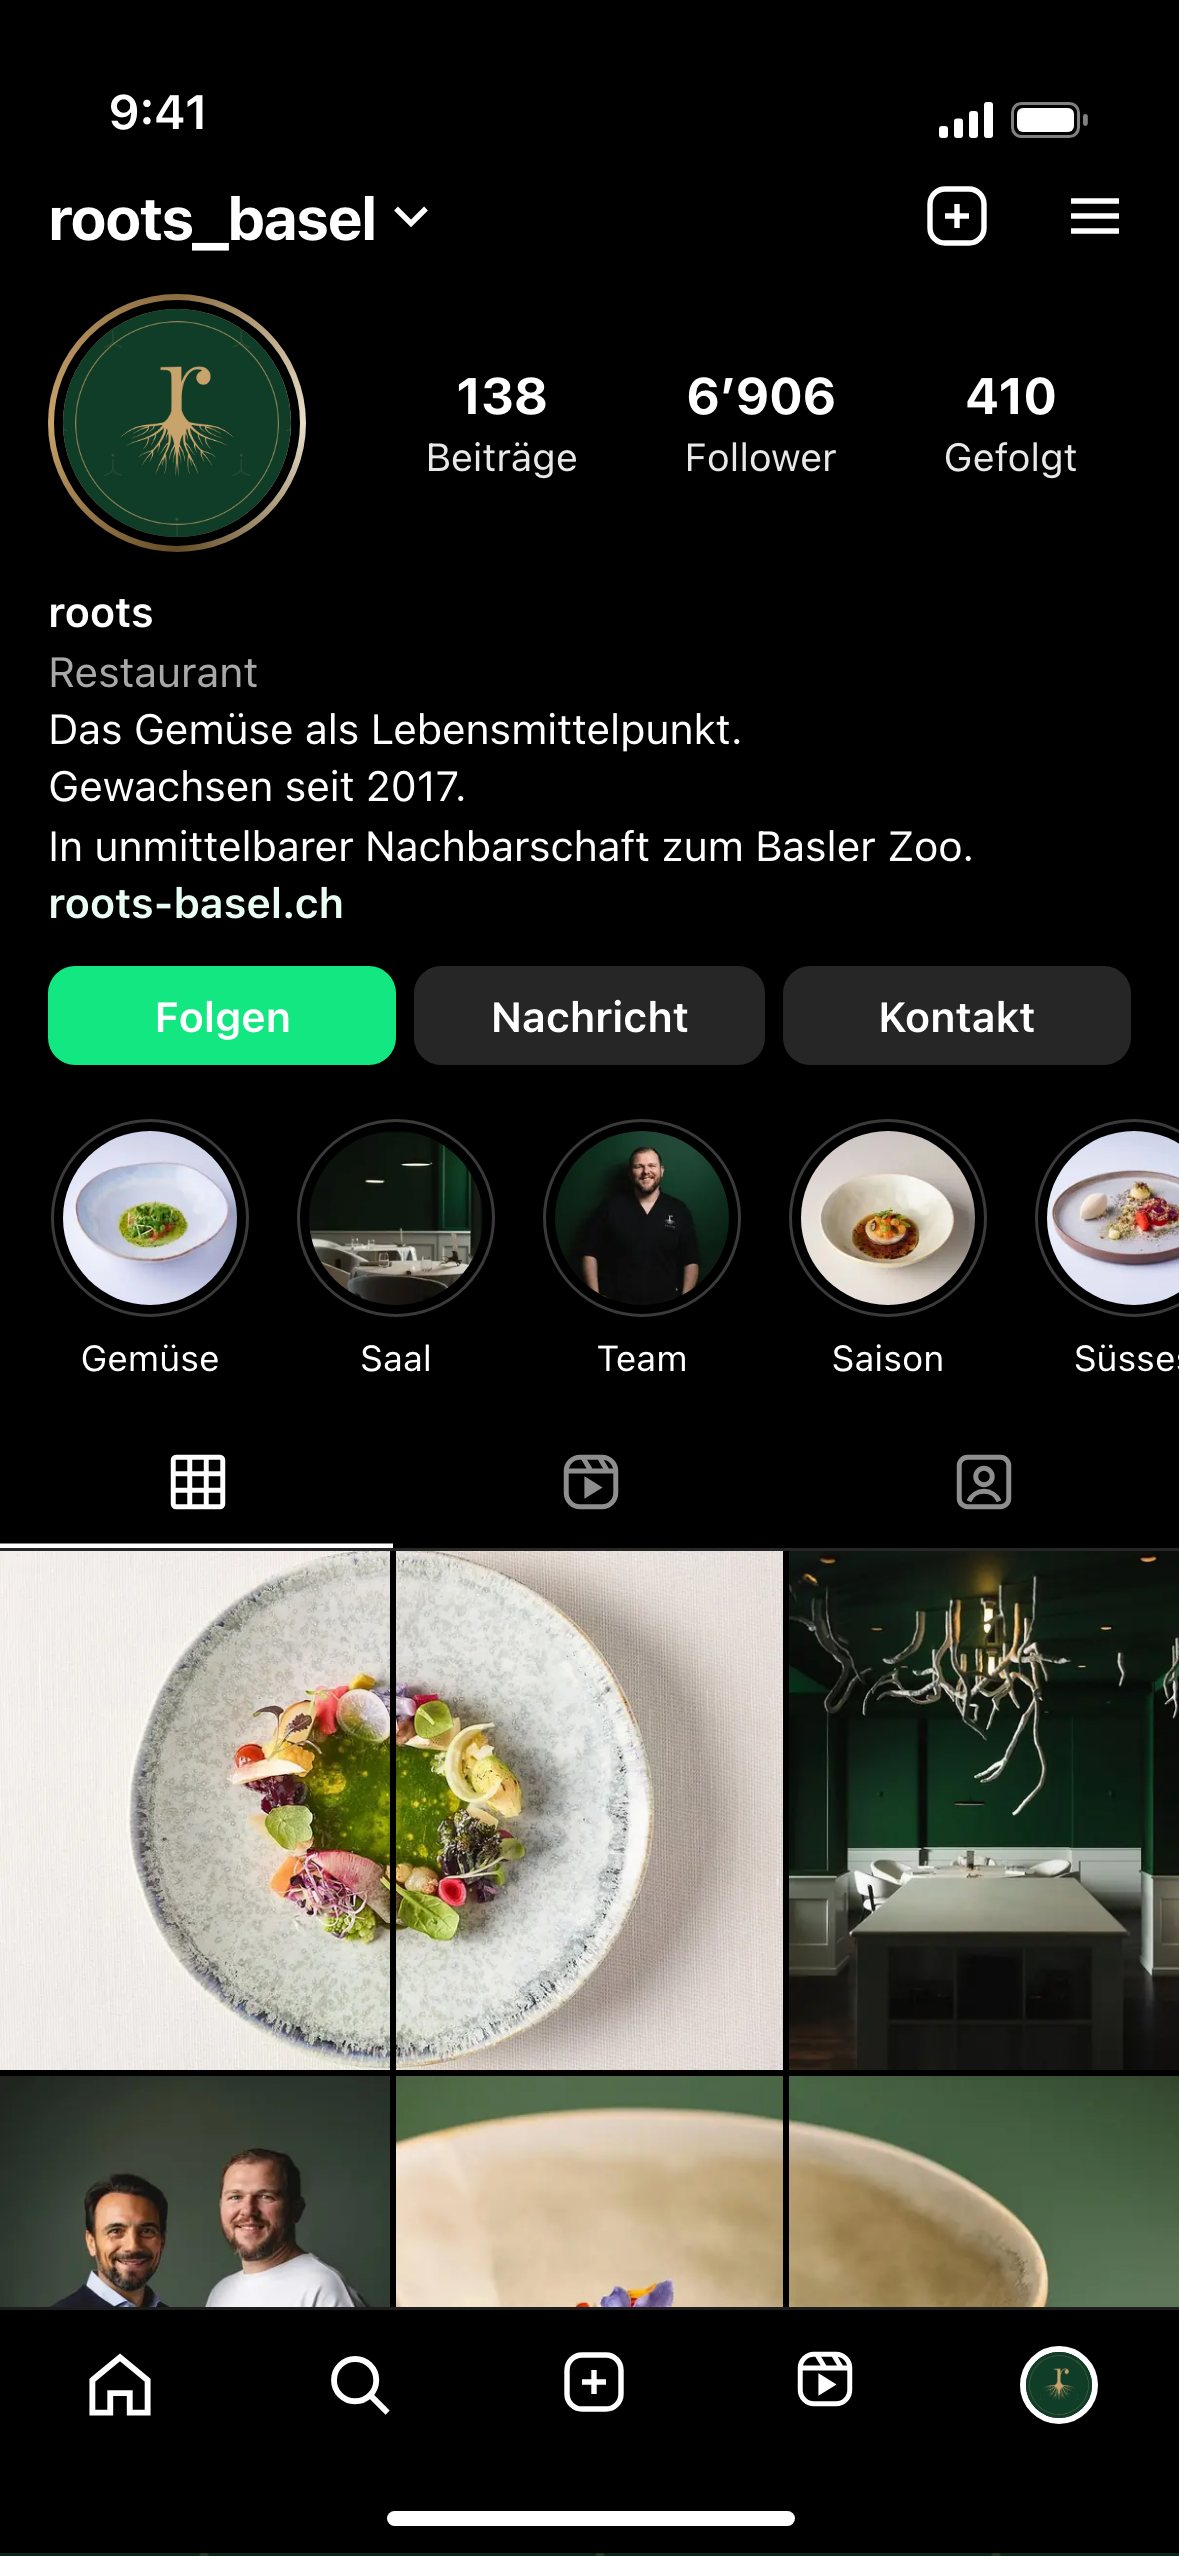 9:41
roots_basel
r
138 6’906 410
Beiträge Follower Gefolgt
roots
Restaurant
Das Gemüse als Lebensmittelpunkt.
Gewachsen seit 2017.
In unmittelbarer Nachbarschaft zum Basler Zoo.
roots-basel.ch
Folgen Nachricht Kontakt
Gemüse Saal Team Saison Süsses
r